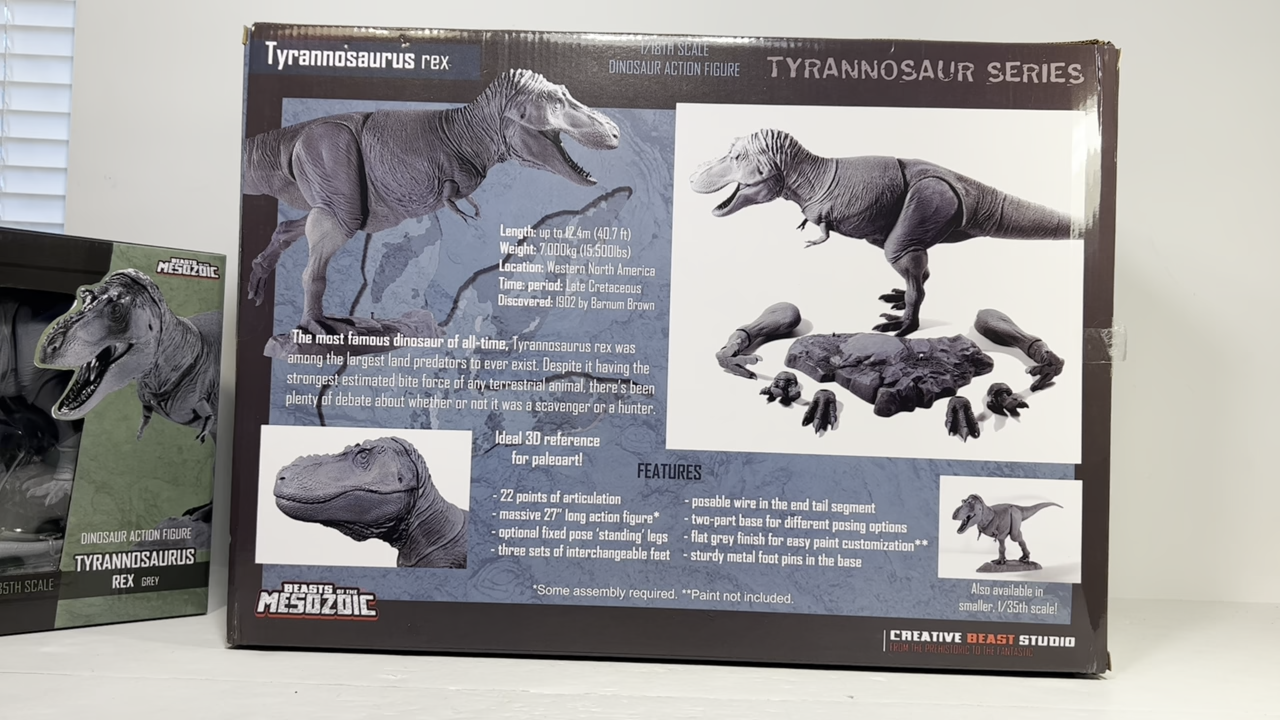 Tyrannosaurus rex
1/18TH SCALE
DINOSAUR ACTION FIGURE
TYRANNOSAUR SERIES
Length: up to 12.4m (40.7 ft)
Weight: 7,000kg (15,500lbs)
Location: Western North America
Time: period: Late Cretaceous
Discovered: 1902 by Barnum Brown
The most famous dinosaur of all-time, Tyrannosaurus rex was
among the largest land predators to ever exist. Despite it having the
strongest estimated bite force of any terrestrial animal, there's been
plenty of debate about whether or not it was a scavenger or a hunter.
Ideal 3D reference
for paleoart!
FEATURES
- 22 points of articulation
- massive 27" long action figure*
- optional fixed pose 'standing' legs
- three sets of interchangeable feet
- posable wire in the end tail segment
- two-part base for different posing options
- flat grey finish for easy paint customization**
- sturdy metal foot pins in the base
*Some assembly required. **Paint not included.
Also available in
smaller, 1/35th scale!
BEASTS OF THE
MESOZOIC
CREATIVE BEAST STUDIO
FROM THE PREHISTORIC TO THE FANTASTIC
BEASTS OF THE
MESOZOIC
DINOSAUR ACTION FIGURE
TYRANNOSAURUS
REX GREY
35TH SCALE